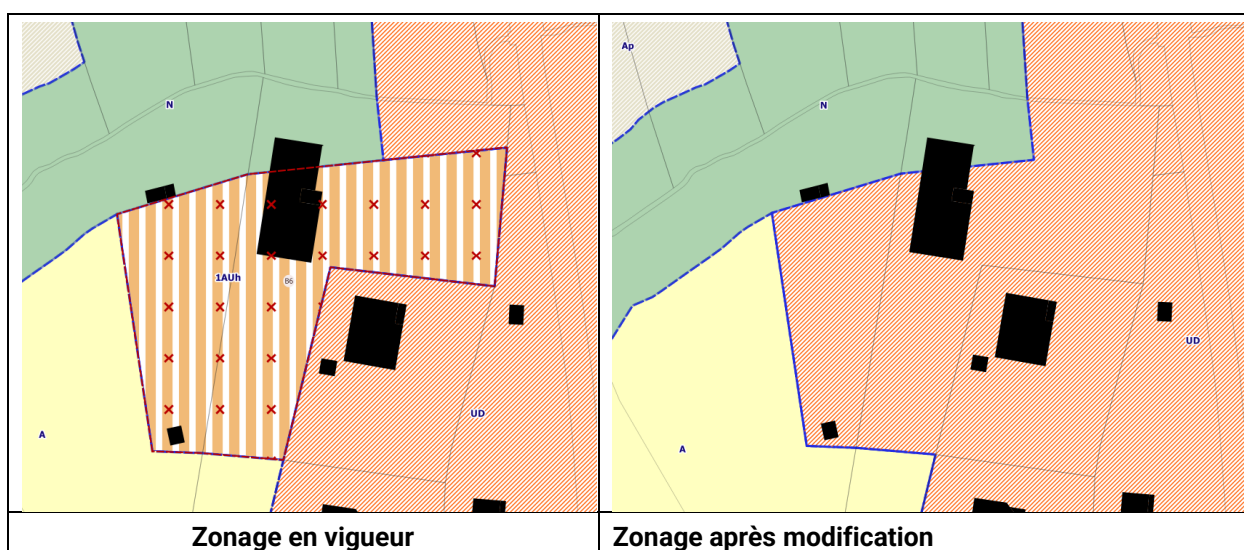 N
1AUh
B6
UD
A
Ap
N
UD
A
Zonage en vigueur
Zonage après modification